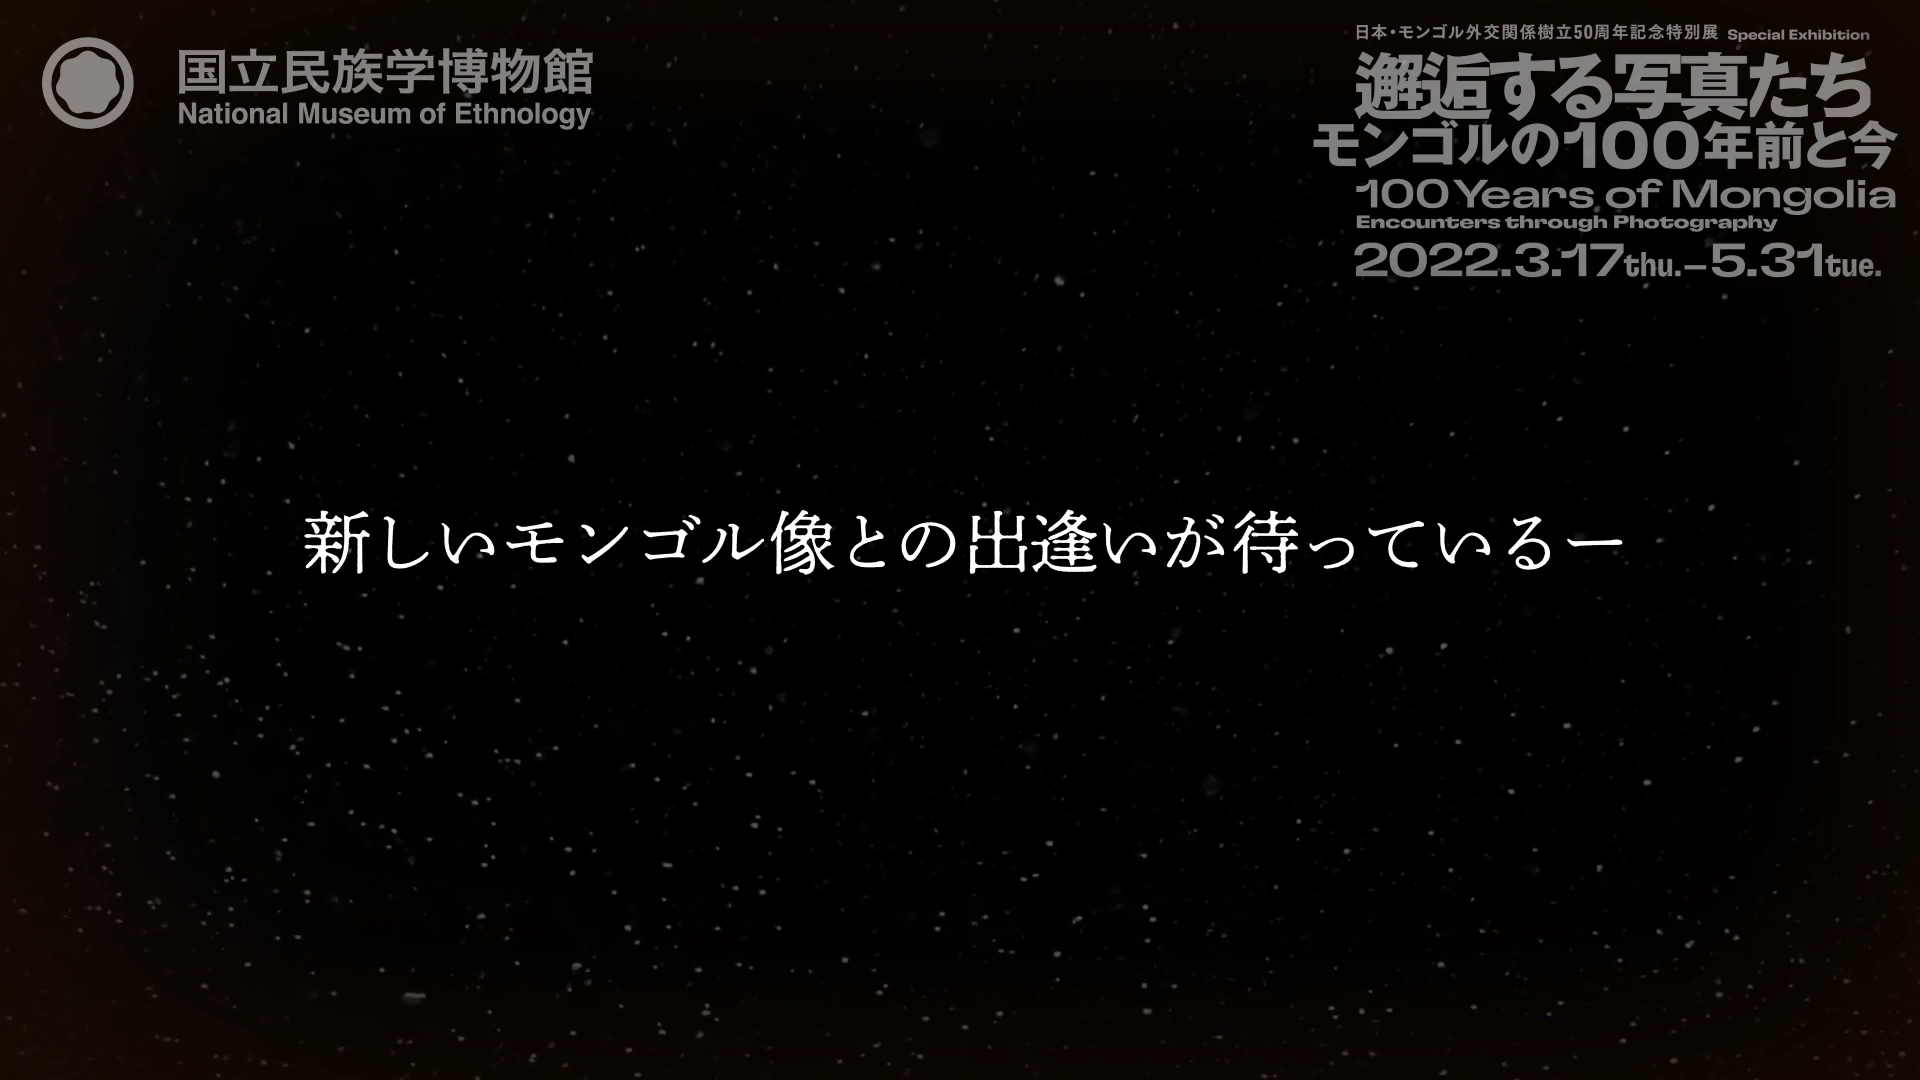 国立民族学博物館
National Museum of Ethnology
日本・モンゴル外交関係樹立50周年記念特別展 Special Exhibition
邂逅する写真たち
モンゴルの100年前と今
100 Years of Mongolia
Encounters through Photography
2022.3.17thu.–5.31tue.
新しいモンゴル像との出逢いが待っているー